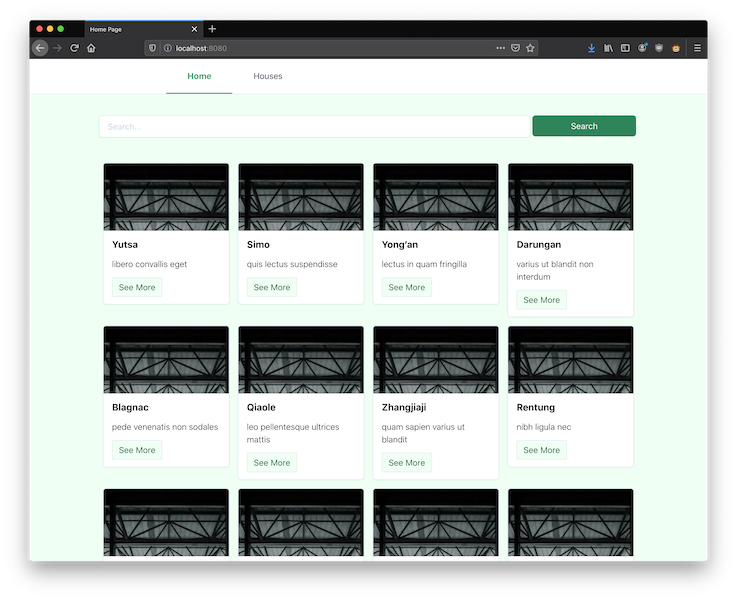 Home Page
localhost:8080
Home Houses
Search...
Search
Yutsa
libero convallis eget
See More
Simo
quis lectus suspendisse
See More
Yong’an
lectus in quam fringilla
See More
Darungan
varius ut blandit non
interdum
See More
Blagnac
pede venenatis non sodales
See More
Qiaole
leo pellentesque ultrices
mattis
See More
Zhangjiaji
quam sapien varius ut
blandit
See More
Rentung
nibh ligula nec
See More